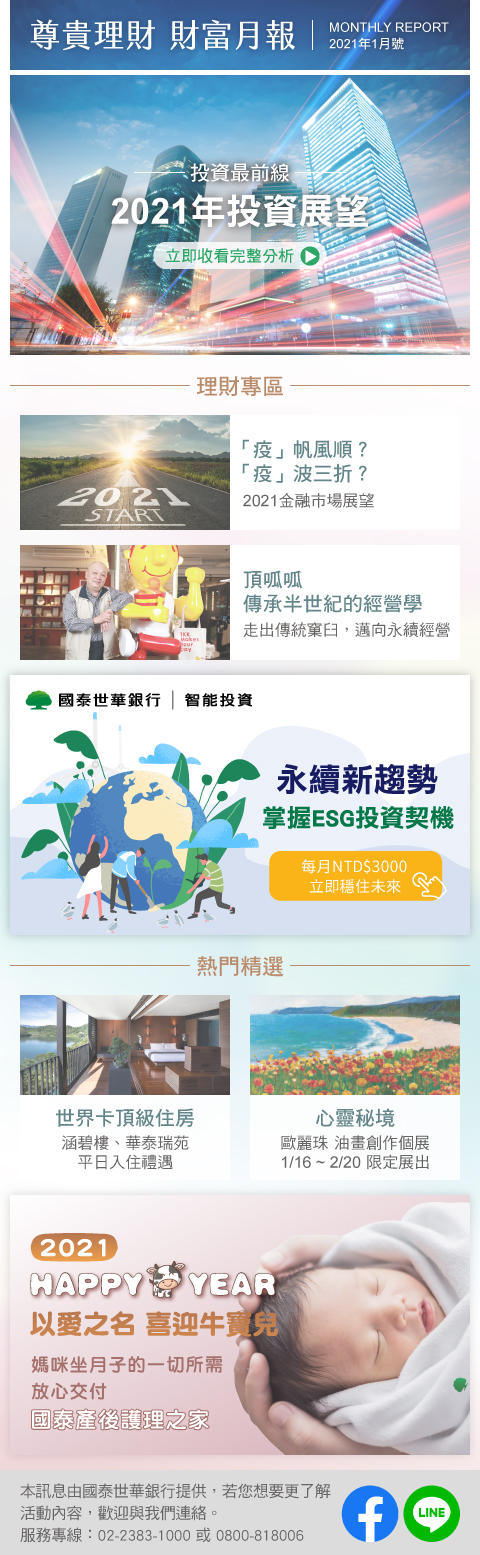 尊貴理財 財富月報
MONTHLY REPORT
2021年1月號
投資最前線
2021年投資展望
立即收看完整分析
理財專區
2021
START
「疫」帆風順？
「疫」波三折？
2021金融市場展望
頂呱呱
傳承半世紀的經營學
走出傳統窠臼，邁向永續經營
國泰世華銀行｜智能投資
永續新趨勢
掌握ESG投資契機
每月NTD$3000
立即穩住未來
熱門精選
世界卡頂級住房
涵碧樓、華泰瑞苑
平日入住禮遇
心靈秘境
歐麗珠 油畫創作個展
1/16 ~ 2/20 限定展出
2021
HAPPY YEAR
以愛之名 喜迎牛寶兒
媽咪坐月子的一切所需
放心交付
國泰產後護理之家
本訊息由國泰世華銀行提供，若您想要更了解
活動內容，歡迎與我們連絡。
服務專線：02-2383-1000 或 0800-818006
LINE